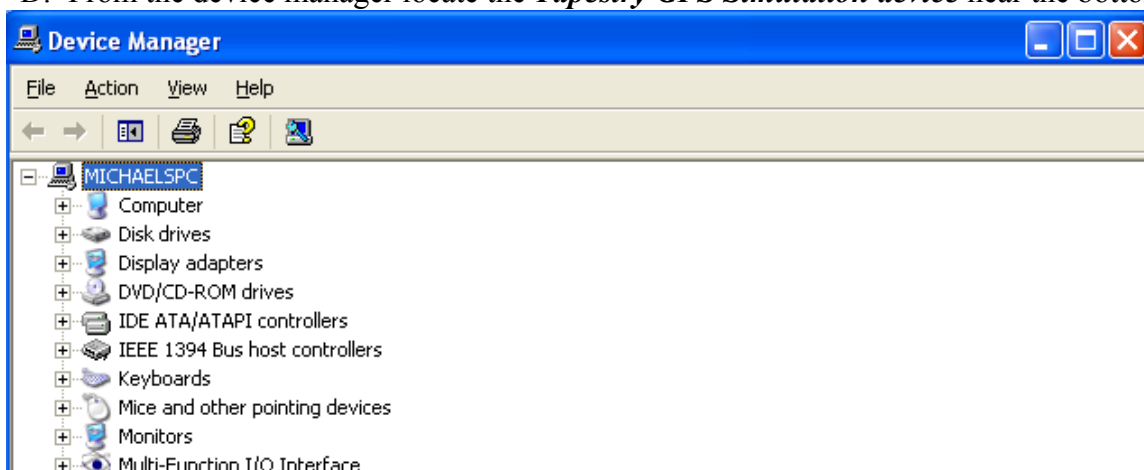 D. From the device manager locate the Tapestry GPS Simulation device near the botto
Device Manager
File Action View Help
MICHAELSPC
Computer
Disk drives
Display adapters
DVD/CD-ROM drives
IDE ATA/ATAPI controllers
IEEE 1394 Bus host controllers
Keyboards
Mice and other pointing devices
Monitors
Multi-Function I/O Interface